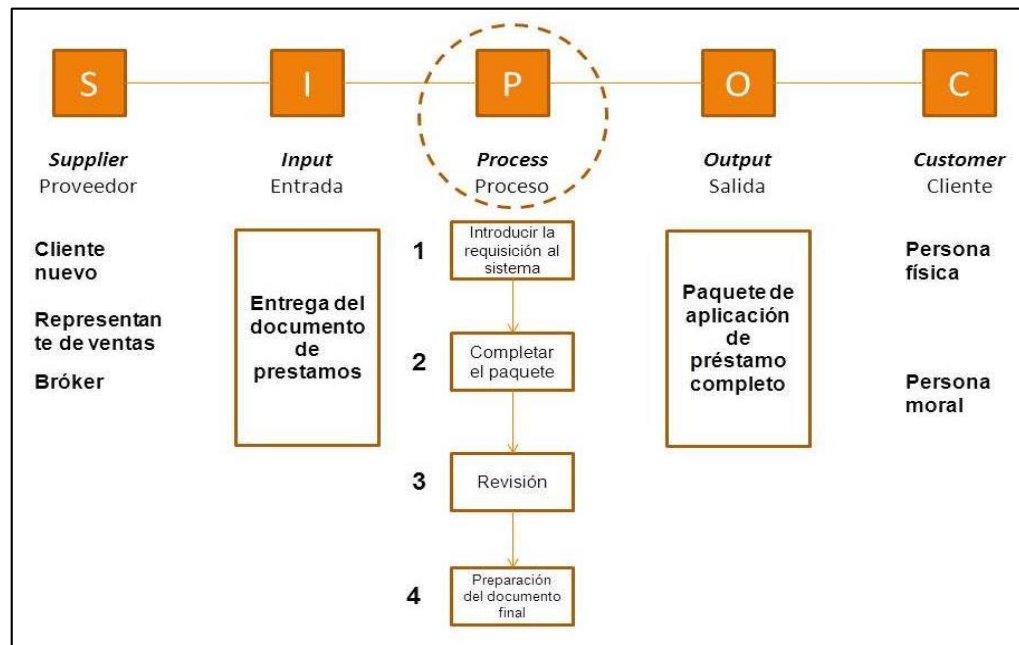 S I P O C
Supplier Input Process Output Customer
Proveedor Entrada Proceso Salida Cliente
Cliente
nuevo
Representan
te de ventas
Bróker
Entrega del
documento
de
prestamos
1
Introducir la
requisición al
sistema
2
Completar
el paquete
3
Revisión
4
Preparación
del documento
final
Paquete de
aplicación
de
préstamo
completo
Persona
física
Persona
moral